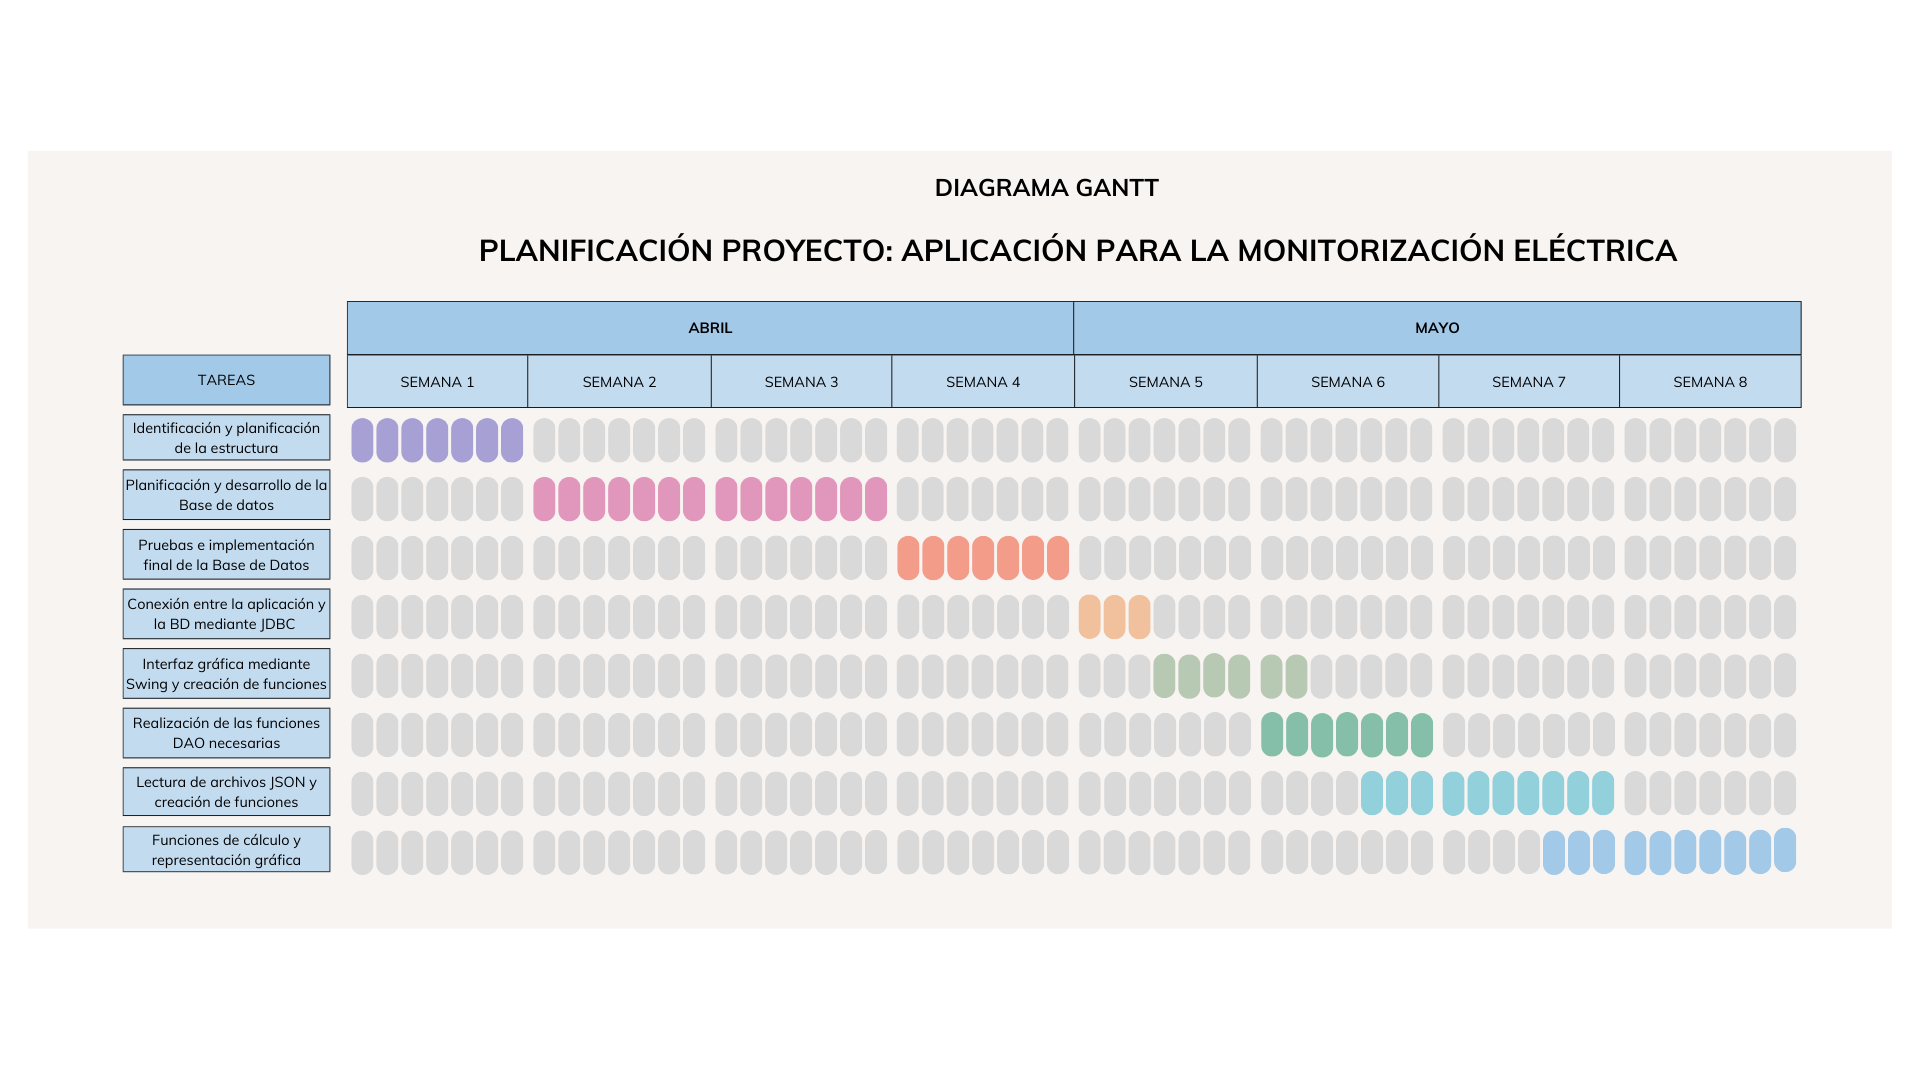 DIAGRAMA GANTT
PLANIFICACIÓN PROYECTO: APLICACIÓN PARA LA MONITORIZACIÓN ELÉCTRICA
ABRIL
MAYO
TAREAS
SEMANA 1
SEMANA 2
SEMANA 3
SEMANA 4
SEMANA 5
SEMANA 6
SEMANA 7
SEMANA 8
Identificación y planificación
de la estructura
Planificación y desarrollo de la
Base de datos
Pruebas e implementación
final de la Base de Datos
Conexión entre la aplicación y
la BD mediante JDBC
Interfaz gráfica mediante
Swing y creación de funciones
Realización de las funciones
DAO necesarias
Lectura de archivos JSON y
creación de funciones
Funciones de cálculo y
representación gráfica